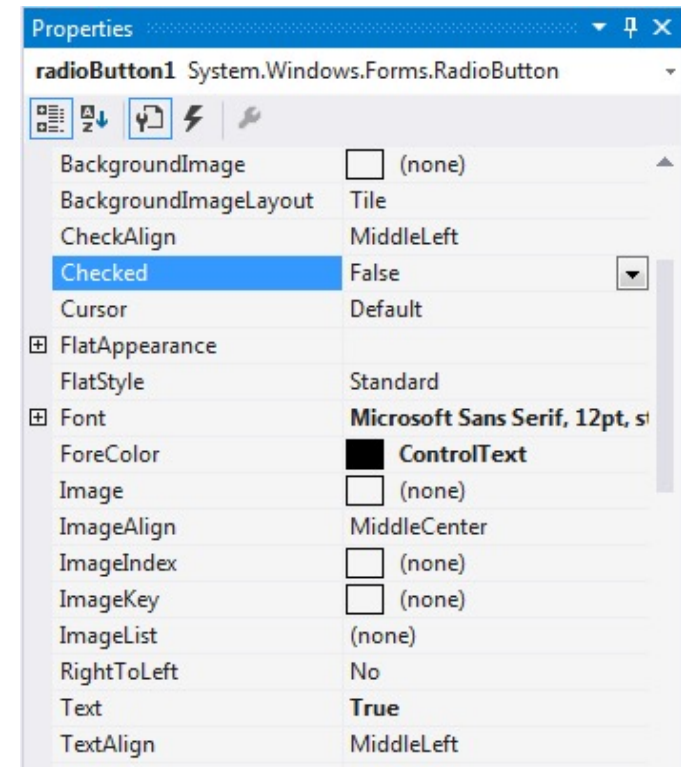 Properties
radioButton1 System.Windows.Forms.RadioButton
BackgroundImage (none)
BackgroundImageLayout Tile
CheckAlign MiddleLeft
Checked False
Cursor Default
FlatAppearance
FlatStyle Standard
Font Microsoft Sans Serif, 12pt, st
ForeColor ControlText
Image (none)
ImageAlign MiddleCenter
ImageIndex (none)
ImageKey (none)
ImageList (none)
RightToLeft No
Text True
TextAlign MiddleLeft